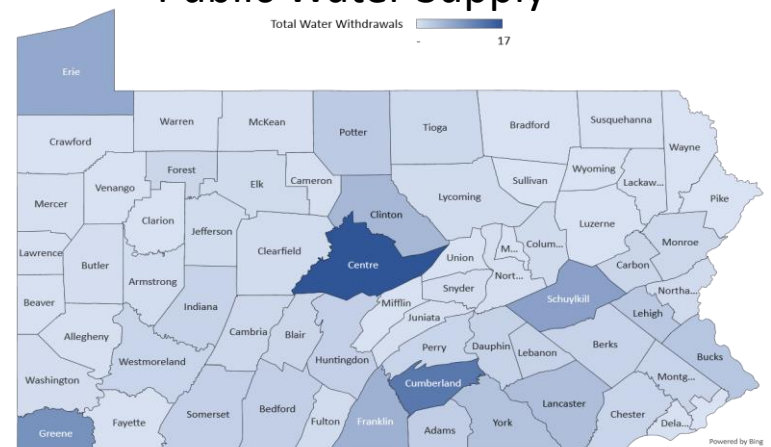 Public Water Supply
Total Water Withdrawals
- 17
Erie
Warren
McKean
Potter
Tioga
Bradford
Susquehanna
Wayne
Crawford
Forest
Elk
Cameron
Clinton
Lycoming
Sullivan
Wyoming
Lackaw...
Pike
Mercer
Venango
Clarion
Jefferson
Clearfield
Centre
Union
M...
Colum...
Luzerne
Monroe
Lawrence
Butler
Armstrong
Indiana
Snyder
Nort...
Schuylkill
Carbon
Northa...
Beaver
Allegheny
Westmoreland
Cambria
Blair
Huntingdon
Mifflin
Juniata
Perry
Dauphin
Lebanon
Berks
Lehigh
Bucks
Washington
Cumberland
Montg...
Greene
Fayette
Somerset
Bedford
Fulton
Franklin
Adams
York
Lancaster
Chester
Dela...
Powered by Bing